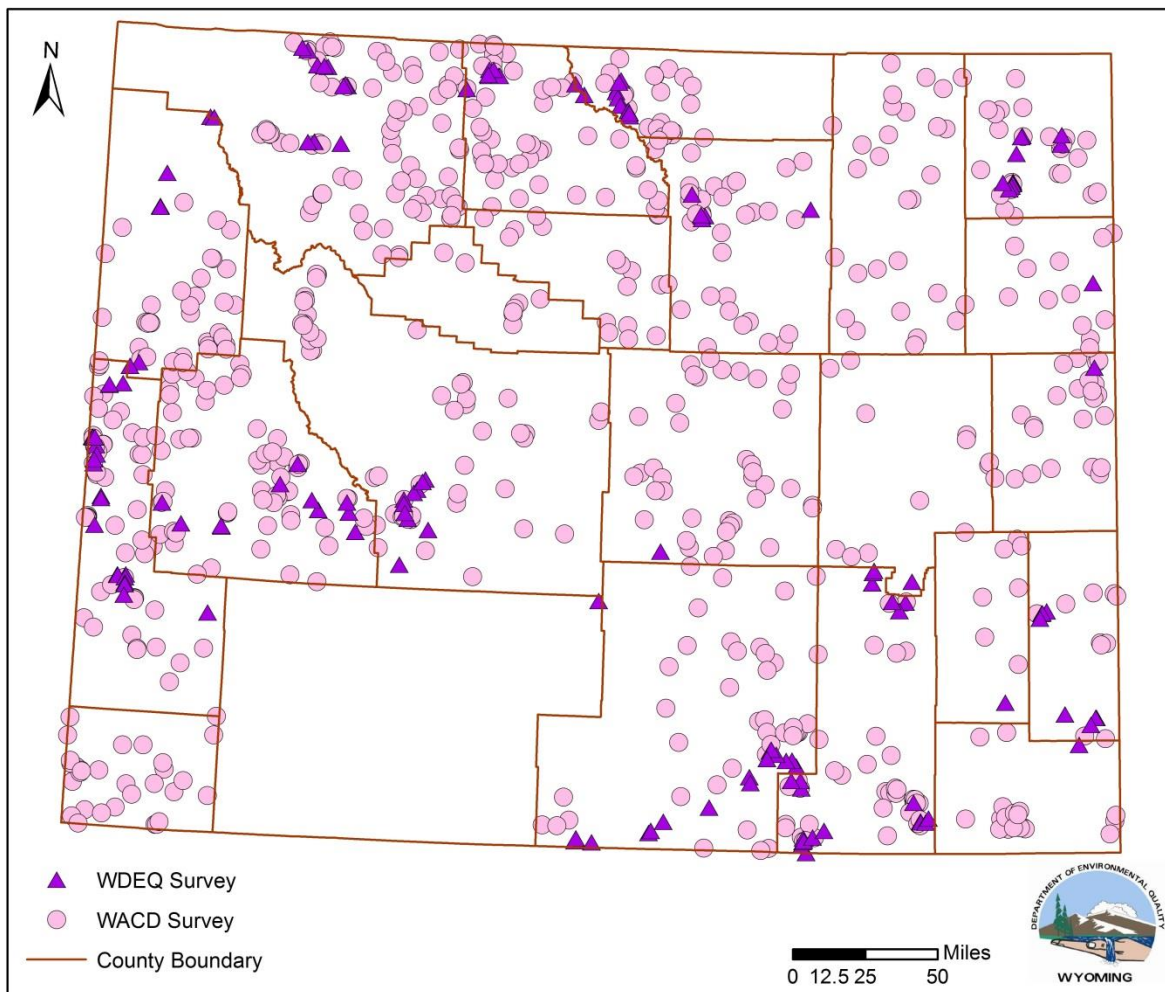 N
WDEQ Survey
WACD Survey
County Boundary
Miles
0 12.5 25 50
DEPARTMENT OF ENVIRONMENTAL QUALITY
WYOMING